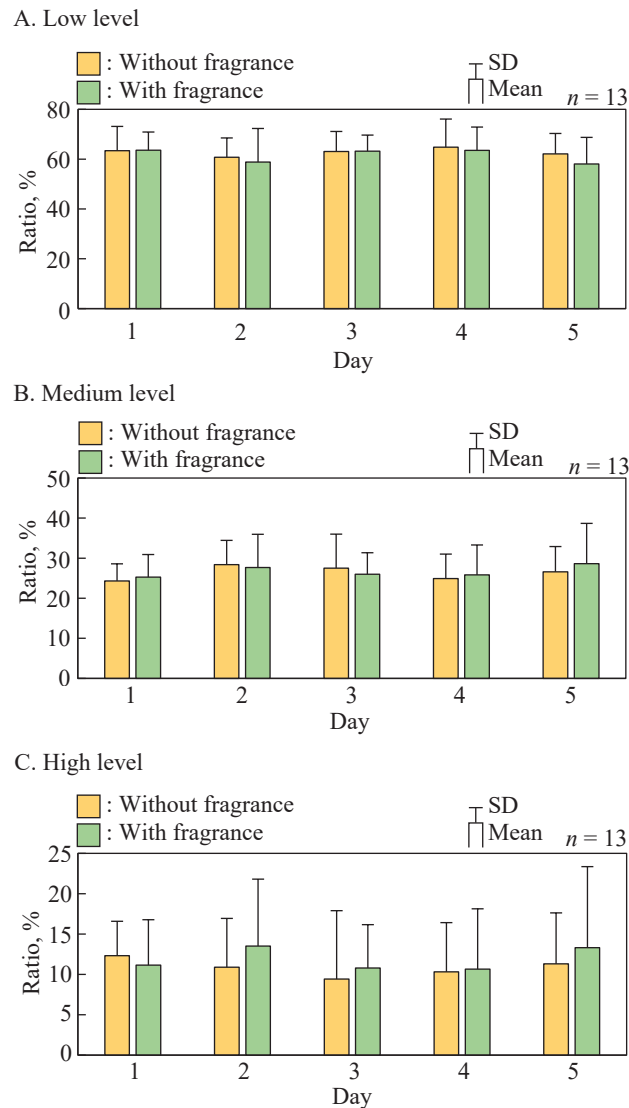 A. Low level
: Without fragrance
: With fragrance
SD
Mean
n = 13
Ratio, %
80
60
40
20
0
1 2 3 4 5
Day
B. Medium level
: Without fragrance
: With fragrance
SD
Mean
n = 13
Ratio, %
50
40
30
20
10
0
1 2 3 4 5
Day
C. High level
: Without fragrance
: With fragrance
SD
Mean
n = 13
Ratio, %
25
20
15
10
5
0
1 2 3 4 5
Day